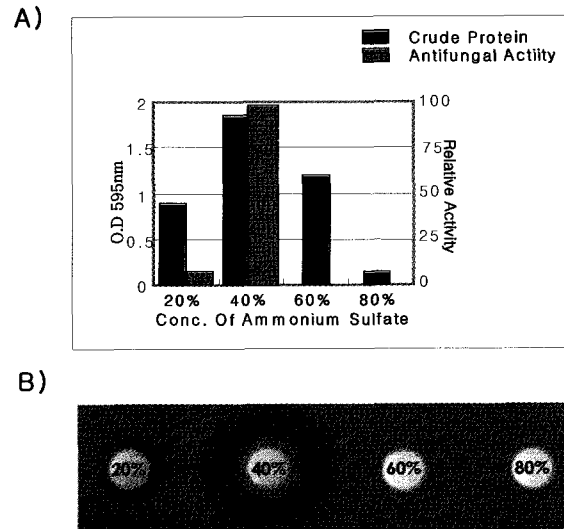 A)
Crude Protein
Antifungal Actiity
2
1.5
1
0.5
0
O.D 595nm
100
75
50
25
0
Relative Activity
20% 40% 60% 80%
Conc. Of Ammonium Sulfate
B)
20% 40% 60% 80%